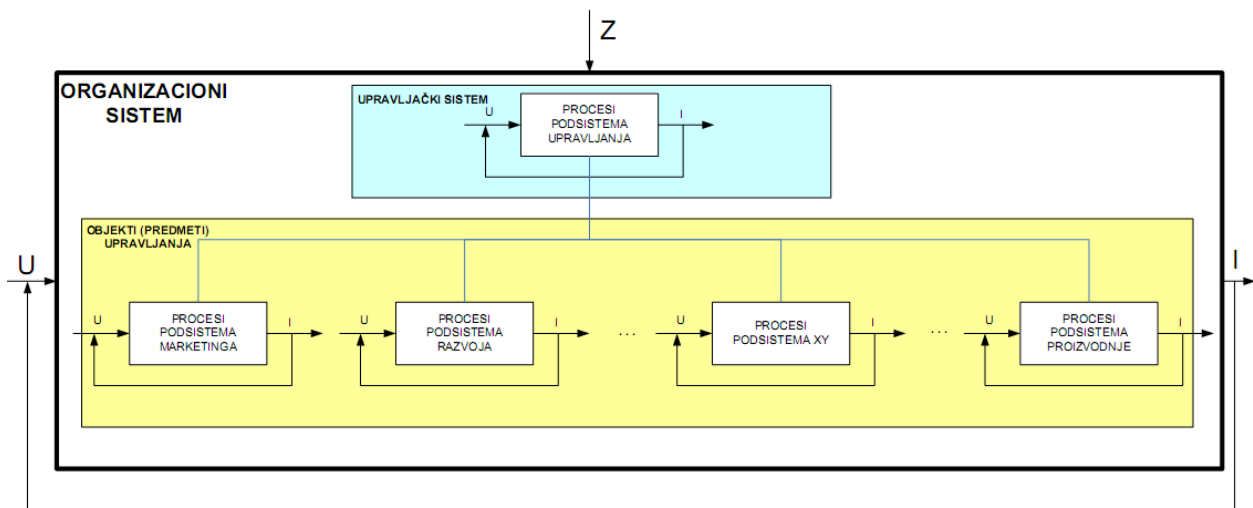 Z
ORGANIZACIONI
SISTEM
UPRAVLJAČKI SISTEM
U
PROCESI
PODSISTEMA
UPRAVLJANJA
I
OBJEKTI (PREDMETI)
UPRAVLJANJA
U
I
U
PROCESI
PODSISTEMA
MARKETINGA
I
U
PROCESI
PODSISTEMA
RAZVOJA
I
. . .
U
PROCESI
PODSISTEMA XY
I
. . .
U
PROCESI
PODSISTEMA
PROIZVODNJE
I